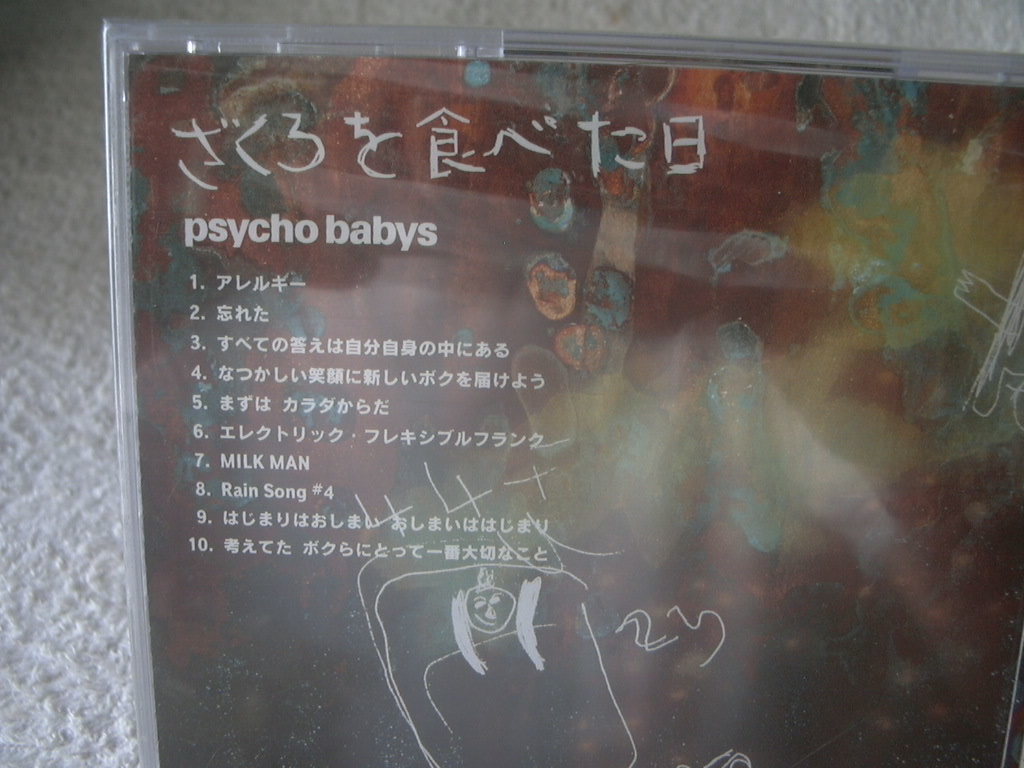 ざくろを食べた日
psycho babys
1. アレルギー
2. 忘れた
3. すべての答えは自分自身の中にある
4. なつかしい笑顔に新しいボクを届けよう
5. まずは カラダからだ
6. エレクトリック・フレキシブルフランク
7. MILK MAN
8. Rain Song #4
9. はじまりはおしまい おしまいははじまり
10. 考えてた ボクらにとって一番大切なこと